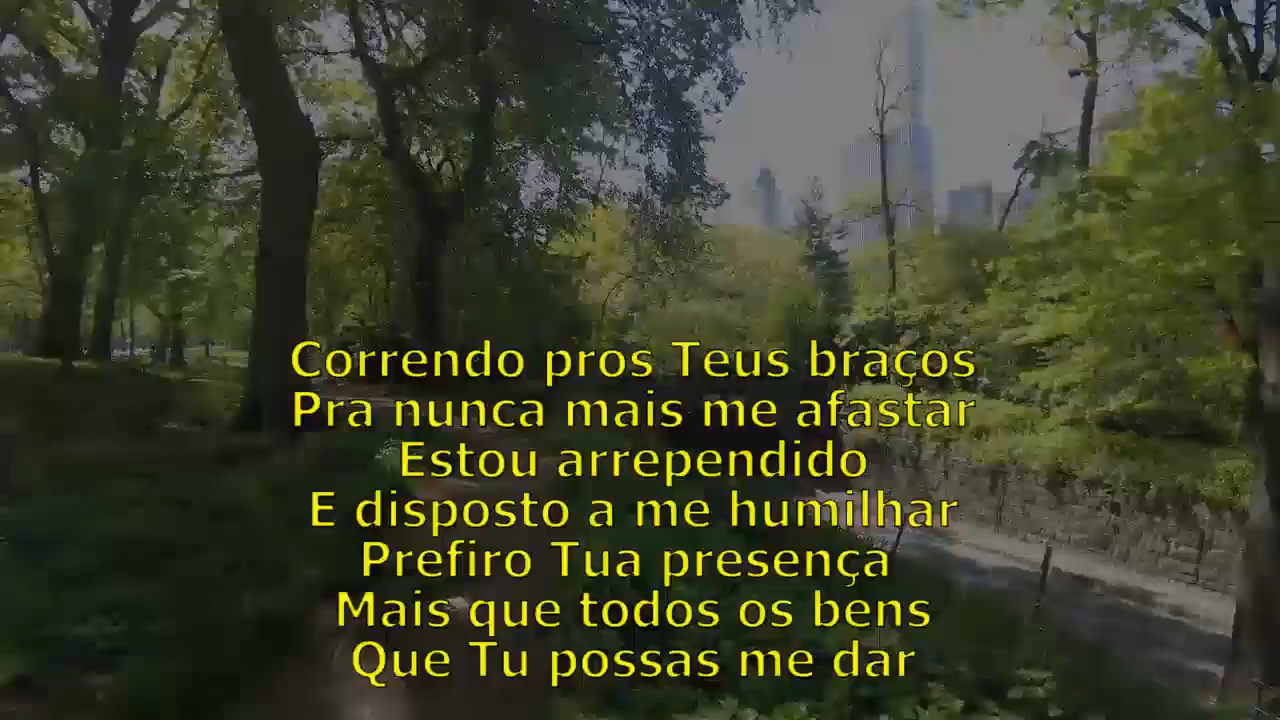 Correndo pros Teus braços
Pra nunca mais me afastar
Estou arrependido
E disposto a me humilhar
Prefiro Tua presença
Mais que todos os bens
Que Tu possas me dar